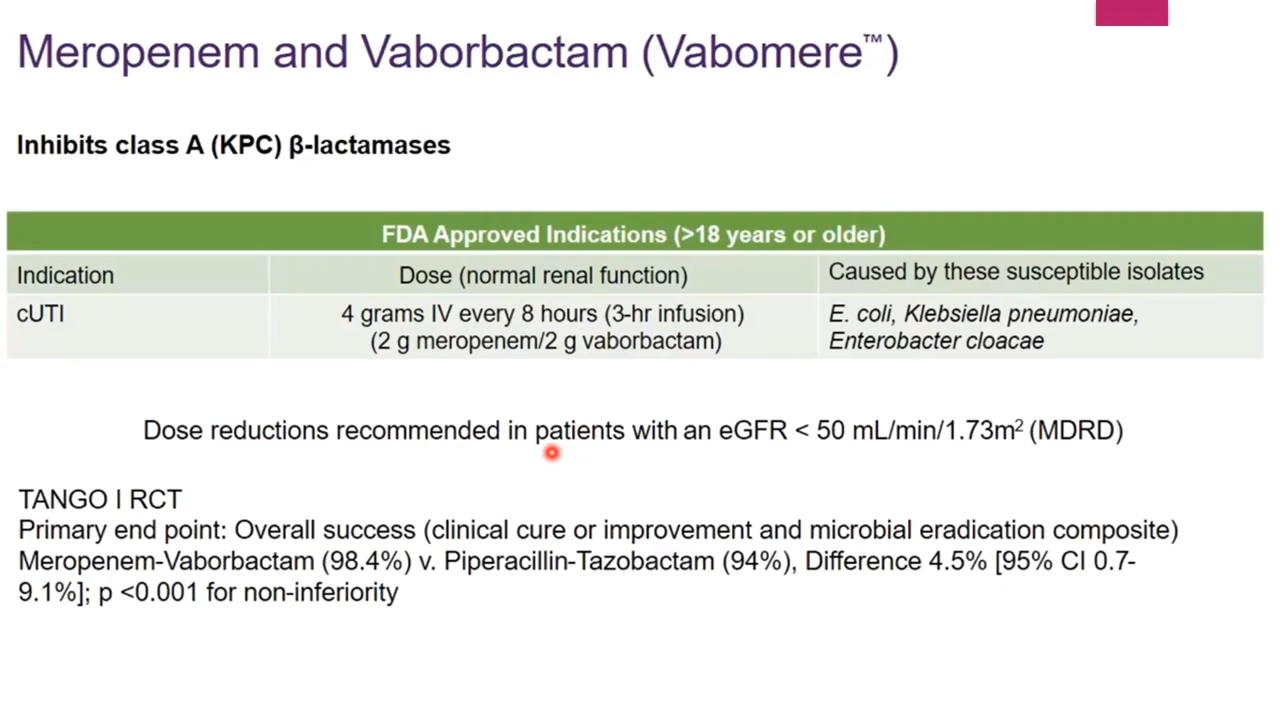 Meropenem and Vaborbactam (Vabomere™)
Inhibits class A (KPC) β-lactamases
FDA Approved Indications (>18 years or older)
Indication
Dose (normal renal function)
Caused by these susceptible isolates
cUTI
4 grams IV every 8 hours (3-hr infusion)
(2 g meropenem/2 g vaborbactam)
E. coli, Klebsiella pneumoniae,
Enterobacter cloacae
Dose reductions recommended in patients with an eGFR < 50 mL/min/1.73m² (MDRD)
TANGO I RCT
Primary end point: Overall success (clinical cure or improvement and microbial eradication composite)
Meropenem-Vaborbactam (98.4%) v. Piperacillin-Tazobactam (94%), Difference 4.5% [95% CI 0.7-
9.1%]; p <0.001 for non-inferiority